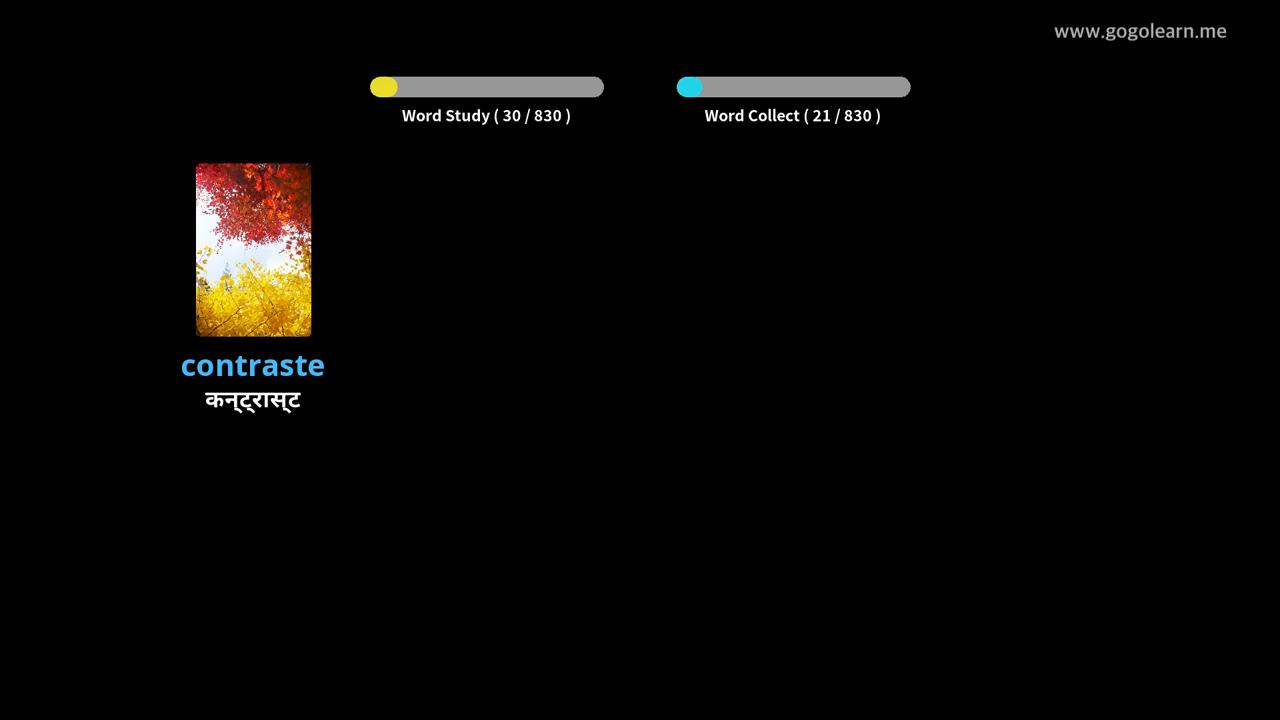 www.gogolearn.me
Word Study ( 30 / 830 )
Word Collect ( 21 / 830 )
contraste
कन्ट्रास्ट